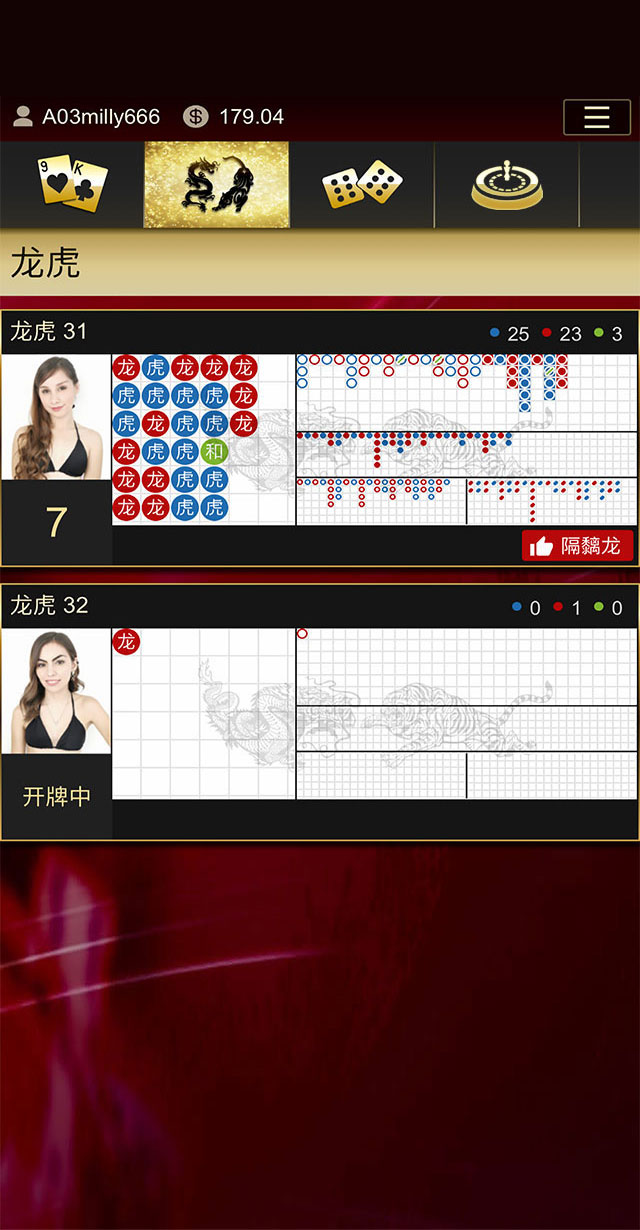 A03milly666 $ 179.04
9 K
龙虎
龙虎 31 25 23 3
龙 虎 龙 龙 龙
虎 虎 虎 虎 龙
虎 龙 虎 虎 龙
龙 虎 虎 和
龙 龙 虎 虎
龙 龙 虎 虎
7
隔黐龙
龙虎 32 0 1 0
龙
开牌中